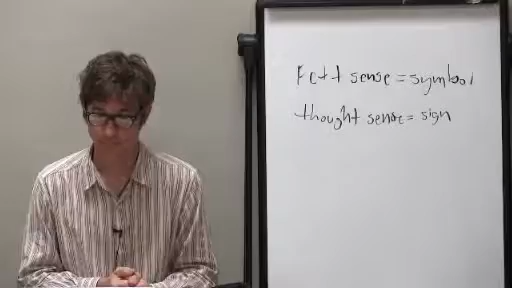 Felt sense = symbol
thought sense = sign